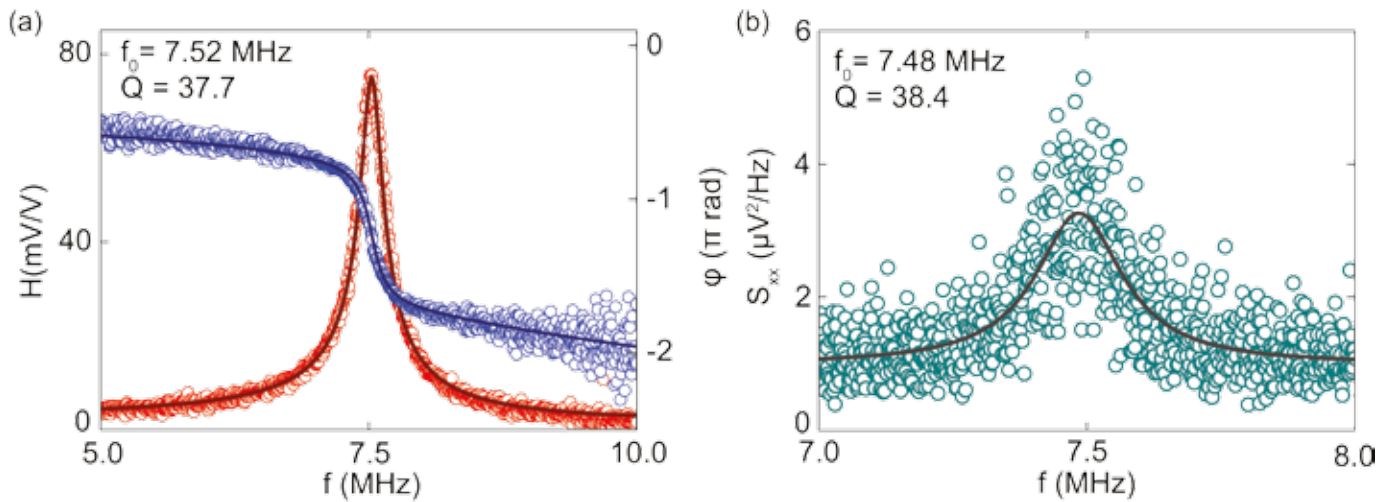 (a)
f₀= 7.52 MHz
Q = 37.7
80
40
0
H(mV/V)
5.0
7.5
10.0
f (MHz)
0
-1
-2
φ (π rad)
(b)
f₀= 7.48 MHz
Q = 38.4
6
4
2
0
Sₓₓ (μV²/Hz)
7.0
7.5
8.0
f (MHz)